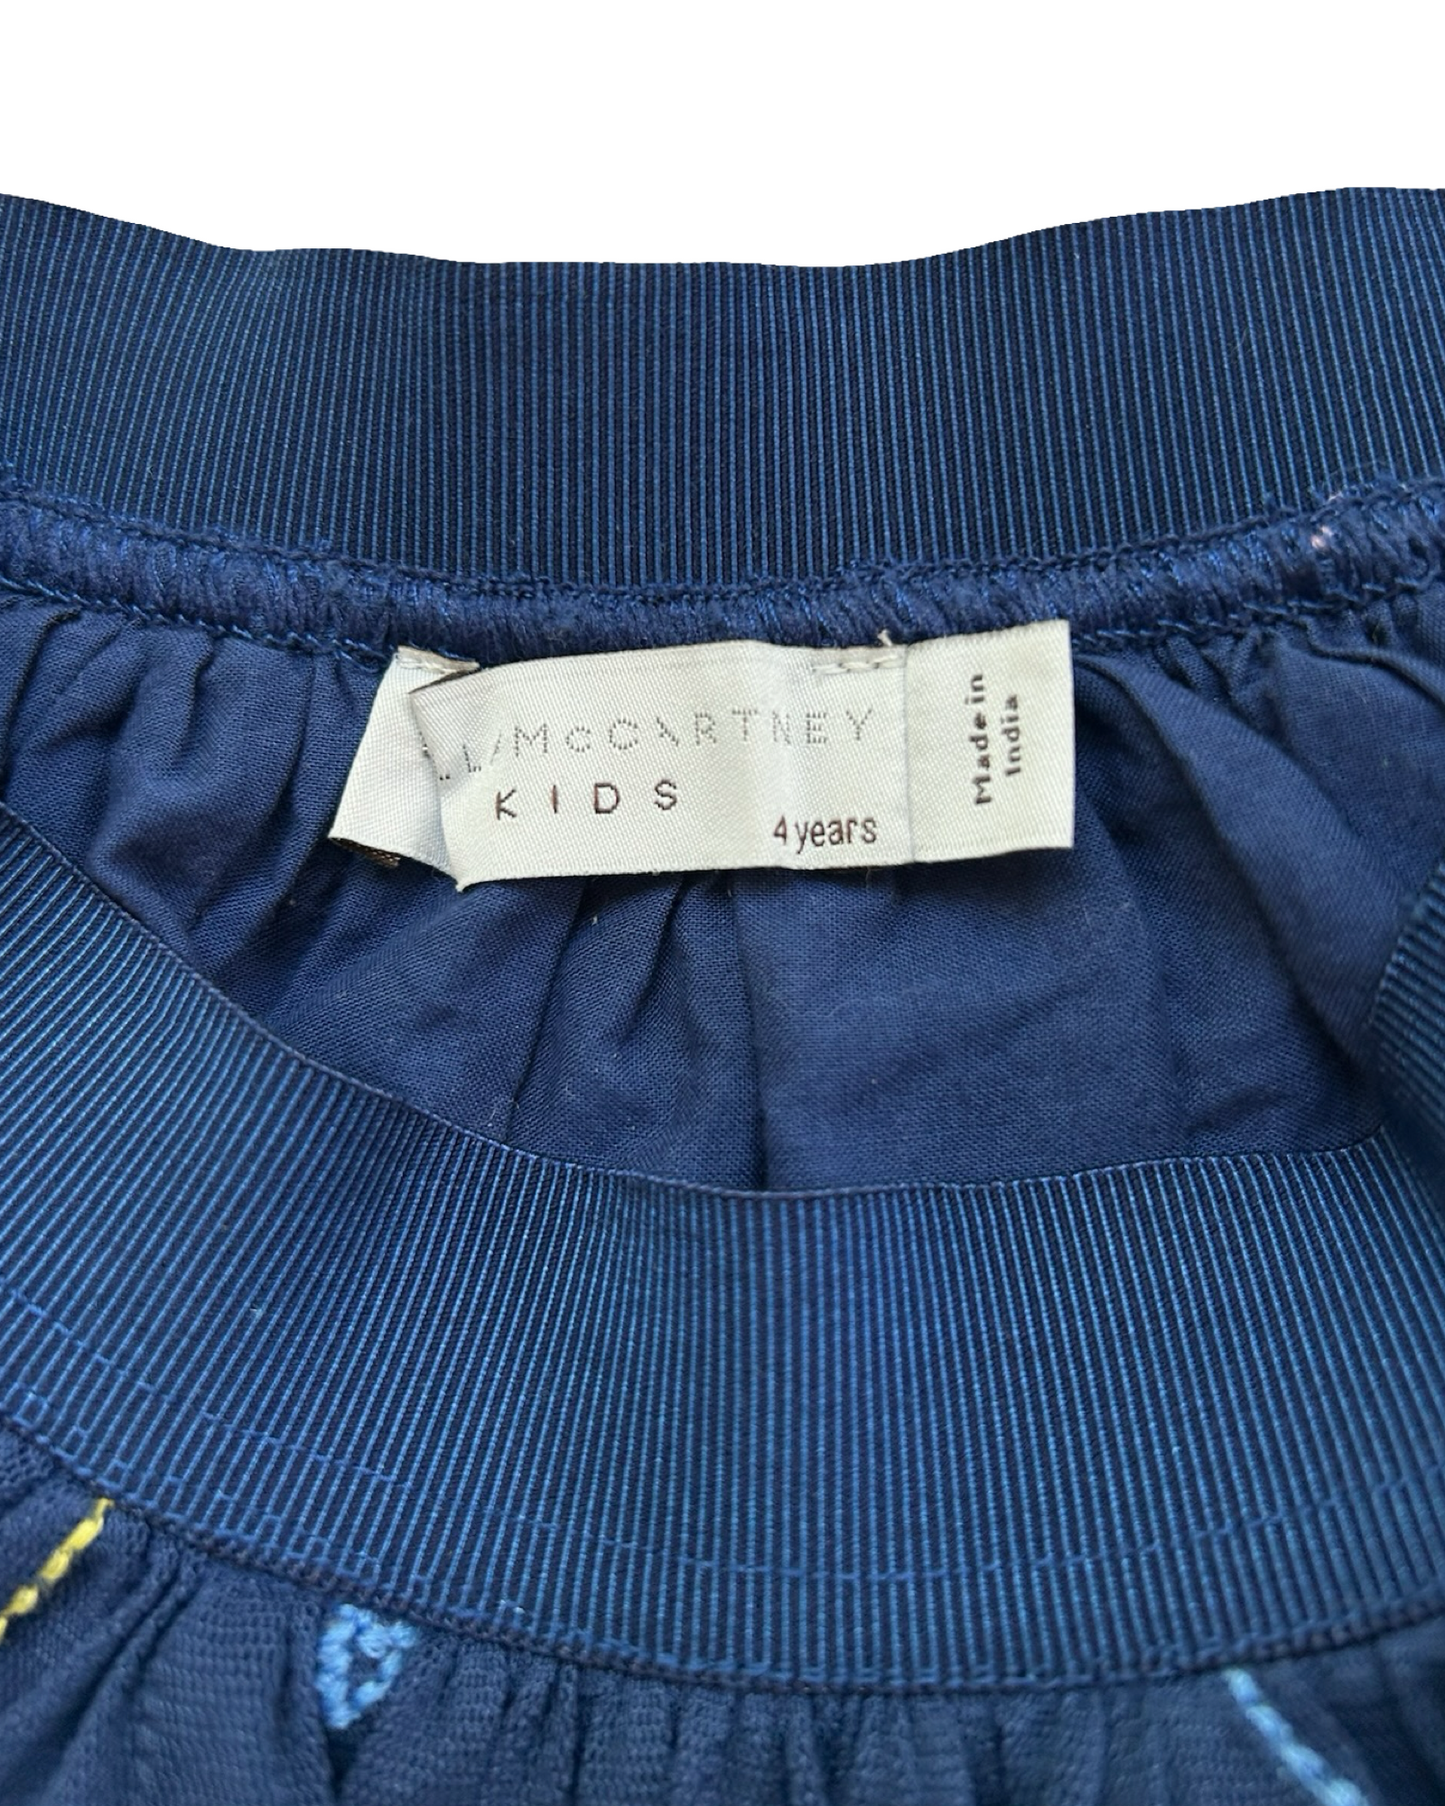 McCARTNEY
KIDS
4 years
Made in
India